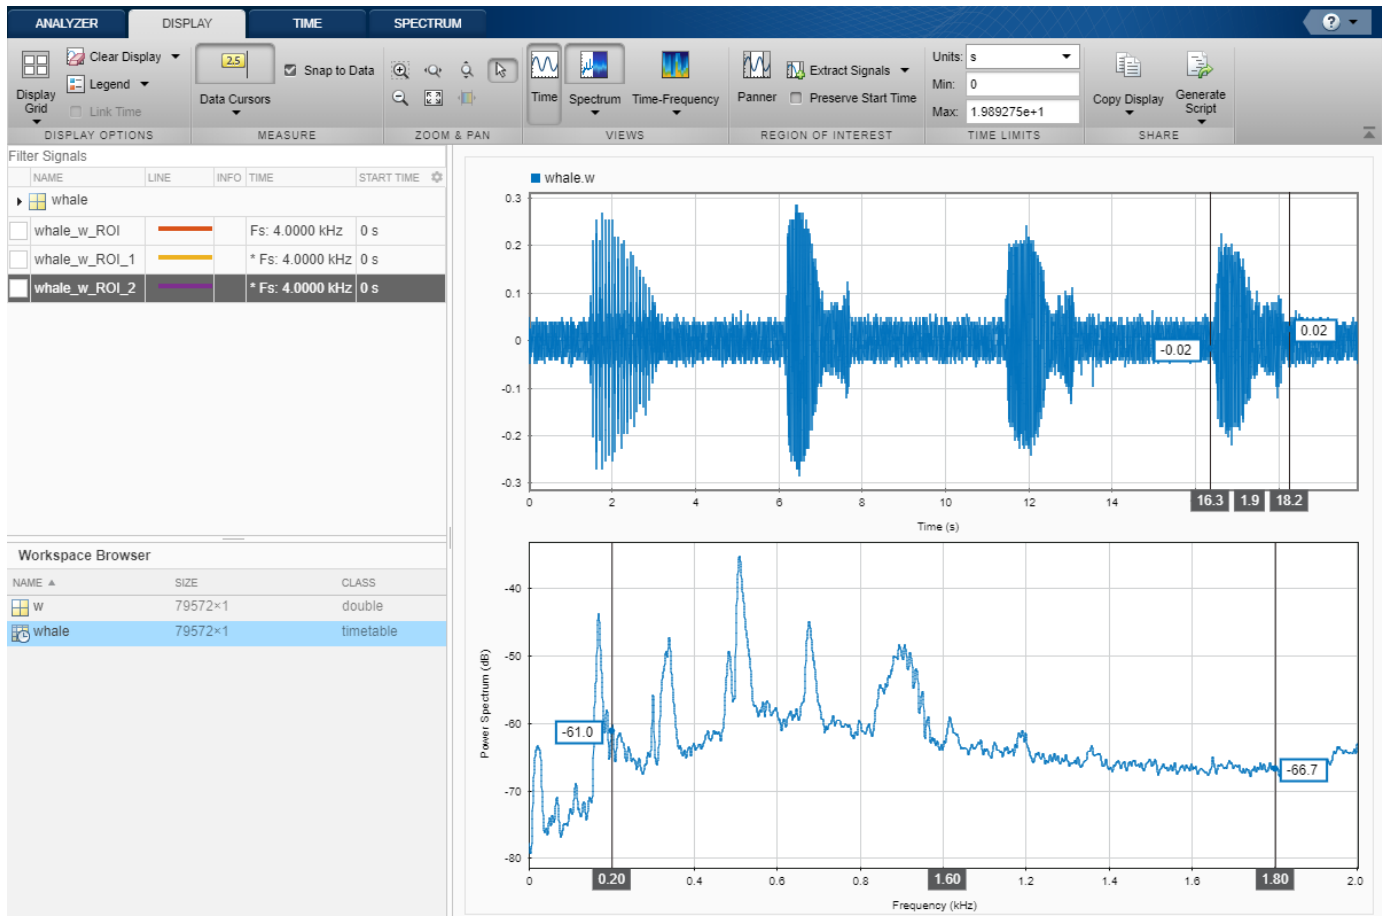 ANALYZER DISPLAY TIME SPECTRUM ?
Clear Display
Legend
Link Time
Display Grid
2.5
Data Cursors
Snap to Data
Time Spectrum Time-Frequency
Panner
Extract Signals
Preserve Start Time
Units: s
Min: 0
Max: 1.989275e+1
Copy Display Generate Script
DISPLAY OPTIONS MEASURE ZOOM & PAN VIEWS REGION OF INTEREST TIME LIMITS SHARE
Filter Signals
NAME LINE INFO TIME START TIME
whale
whale_w_ROI Fs: 4.0000 kHz 0 s
whale_w_ROI_1 * Fs: 4.0000 kHz 0 s
whale_w_ROI_2 * Fs: 4.0000 kHz 0 s
Workspace Browser
NAME SIZE CLASS
w 79572×1 double
whale 79572×1 timetable
whale.w
0.3
0.2
0.1
0
-0.1
-0.2
-0.3
-0.02
0.02
0 2 4 6 8 10 12 14 16.3 1.9 18.2
Time (s)
Power Spectrum (dB)
-40
-50
-60
-70
-80
-61.0
-66.7
0 0.20 0.4 0.6 0.8 1.60 1.2 1.4 1.6 1.80 2.0
Frequency (kHz)